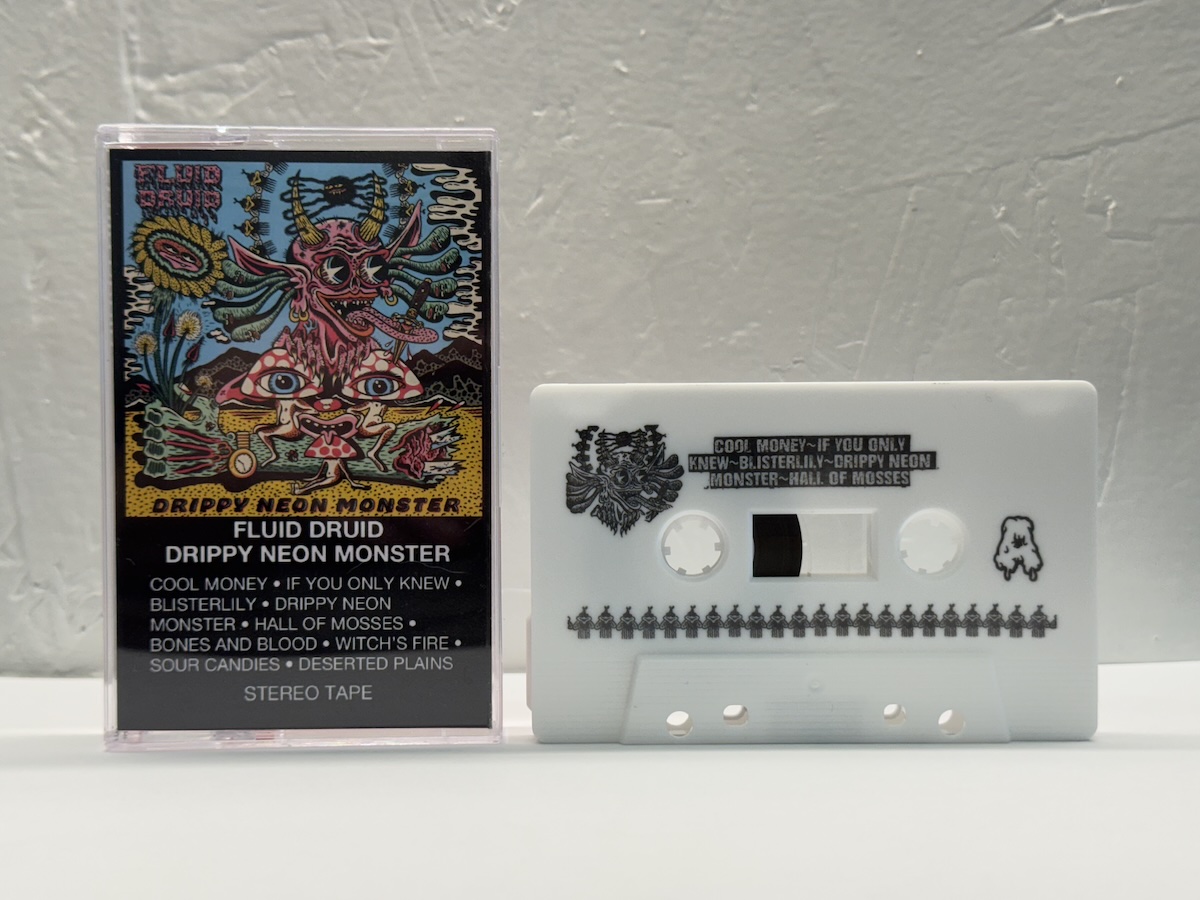 FLUID
DRUID
DRIPPY NEON MONSTER
FLUID DRUID
DRIPPY NEON MONSTER
COOL MONEY • IF YOU ONLY KNEW •
BLISTERLILY • DRIPPY NEON
MONSTER • HALL OF MOSSES •
BONES AND BLOOD • WITCH'S FIRE •
SOUR CANDIES • DESERTED PLAINS
STEREO TAPE
COOL MONEY~IF YOU ONLY
KNEW~BLISTERLILY~DRIPPY NEON
MONSTER~HALL OF MOSSES